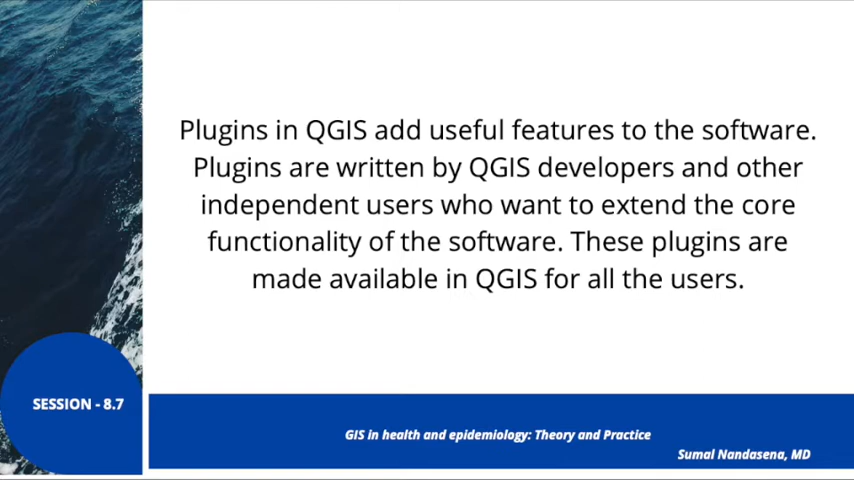 Plugins in QGIS add useful features to the software.
Plugins are written by QGIS developers and other
independent users who want to extend the core
functionality of the software. These plugins are
made available in QGIS for all the users.
SESSION - 8.7
GIS in health and epidemiology: Theory and Practice
Sumal Nandasena, MD